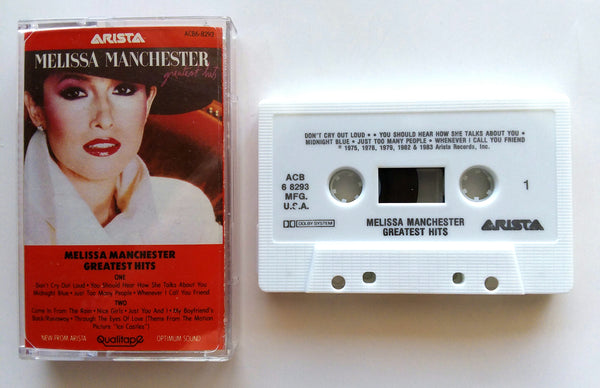 ARISTA
ACB6-8293
MELISSA MANCHESTER
greatest hits
MELISSA MANCHESTER
GREATEST HITS
ONE
Don't Cry Out Loud • You Should Hear How She Talks About You
Midnight Blue • Just Too Many People • Whenever I Call You Friend
TWO
Come In From The Rain • Nice Girls • Just You And I • My Boyfriend's
Back/Runaway • Through The Eyes Of Love (Theme From The Motion
Picture "Ice Castles")
NEW FROM ARISTA
Qualitape
OPTIMUM SOUND
DON'T CRY OUT LOUD • • YOU SHOULD HEAR HOW SHE TALKS ABOUT YOU •
MIDNIGHT BLUE • JUST TOO MANY PEOPLE • WHENEVER I CALL YOU FRIEND
℗ 1975, 1978, 1979, 1982 & 1983 Arista Records, Inc.
ACB
6 8293
MFG.
U.S.A.
1
DOLBY SYSTEM
MELISSA MANCHESTER
GREATEST HITS
ARISTA